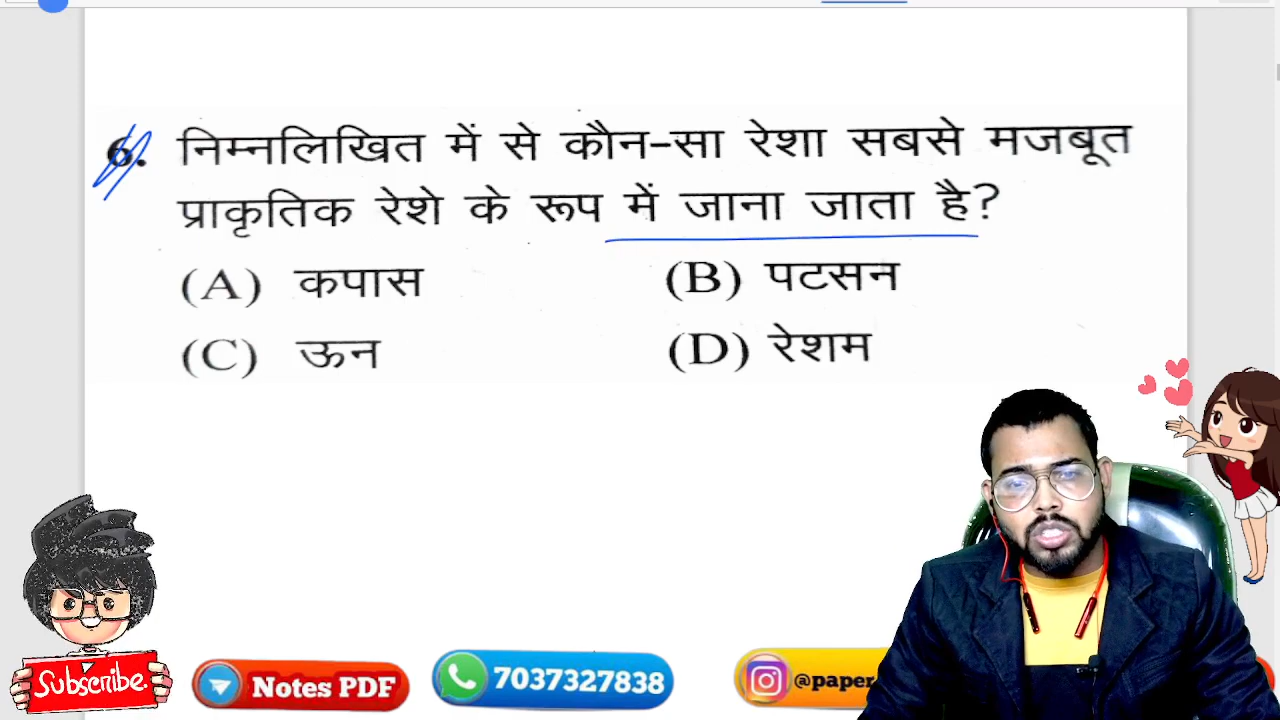 6. निम्नलिखित में से कौन-सा रेशा सबसे मजबूत
प्राकृतिक रेशे के रूप में जाना जाता है?
(A) कपास (B) पटसन
(C) ऊन (D) रेशम
Subscribe. Notes PDF 7037327838 @paper